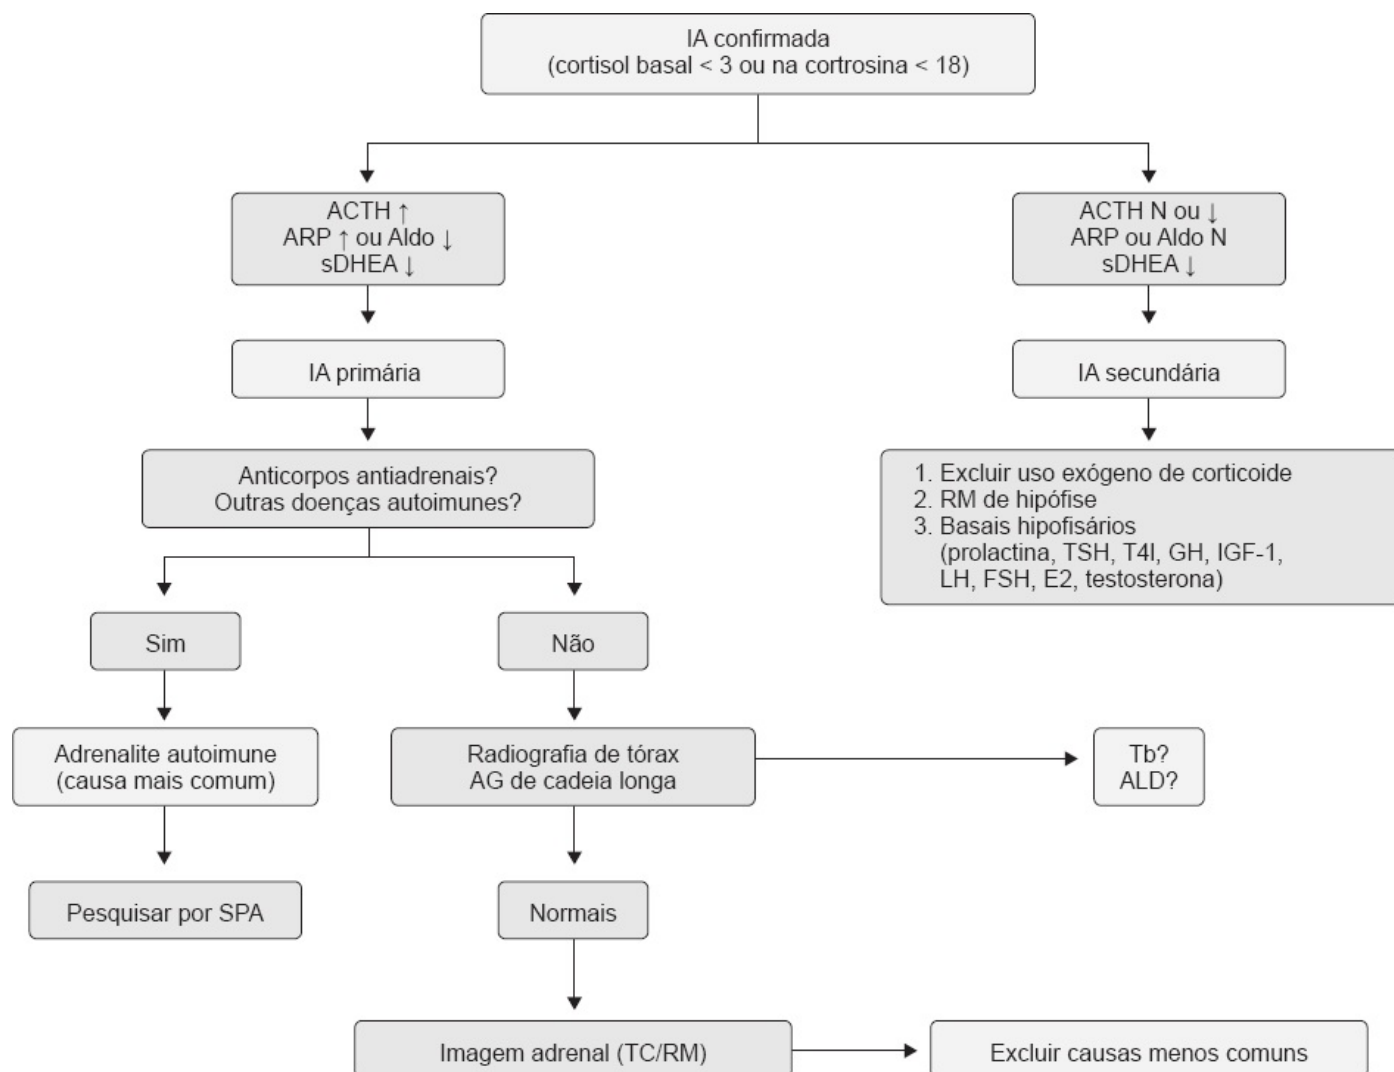 IA confirmada
(cortisol basal < 3 ou na cortrosina < 18)
ACTH ↑
ARP ↑ ou Aldo ↓
sDHEA ↓
ACTH N ou ↓
ARP ou Aldo N
sDHEA ↓
IA primária
IA secundária
Anticorpos antiadrenais?
Outras doenças autoimunes?
1. Excluir uso exógeno de corticoide
2. RM de hipófise
3. Basais hipofisários
(prolactina, TSH, T4l, GH, IGF-1,
LH, FSH, E2, testosterona)
Sim
Não
Adrenalite autoimune
(causa mais comum)
Radiografia de tórax
AG de cadeia longa
Tb?
ALD?
Pesquisar por SPA
Normais
Imagem adrenal (TC/RM)
Excluir causas menos comuns